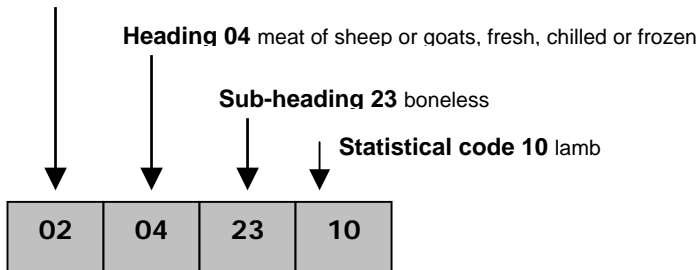 Heading 04 meat of sheep or goats, fresh, chilled or frozen
Sub-heading 23 boneless
Statistical code 10 lamb
02 04 23 10